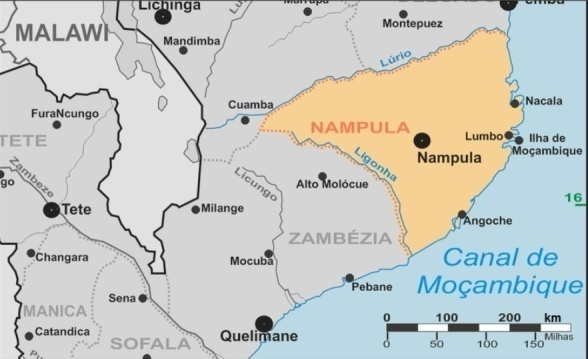 Lichinga
Marrupa
Montepuez
MALAWI
Mandimba
Lúrio
FuraNcungo
Cuamba
Nacala
TETE
NAMPULA
Lumbo
Ilha de
Moçambique
Nampula
Ligonha
Zambeze
Licungo
Alto Molócue
16
Tete
Milange
Angoche
ZAMBÉZIA
Changara
Mocuba
Canal de
Moçambique
Pebane
Sena
MANICA
Catandica
Quelimane
SOFALA
0 100 200 km
0 50 100 150 Milhas